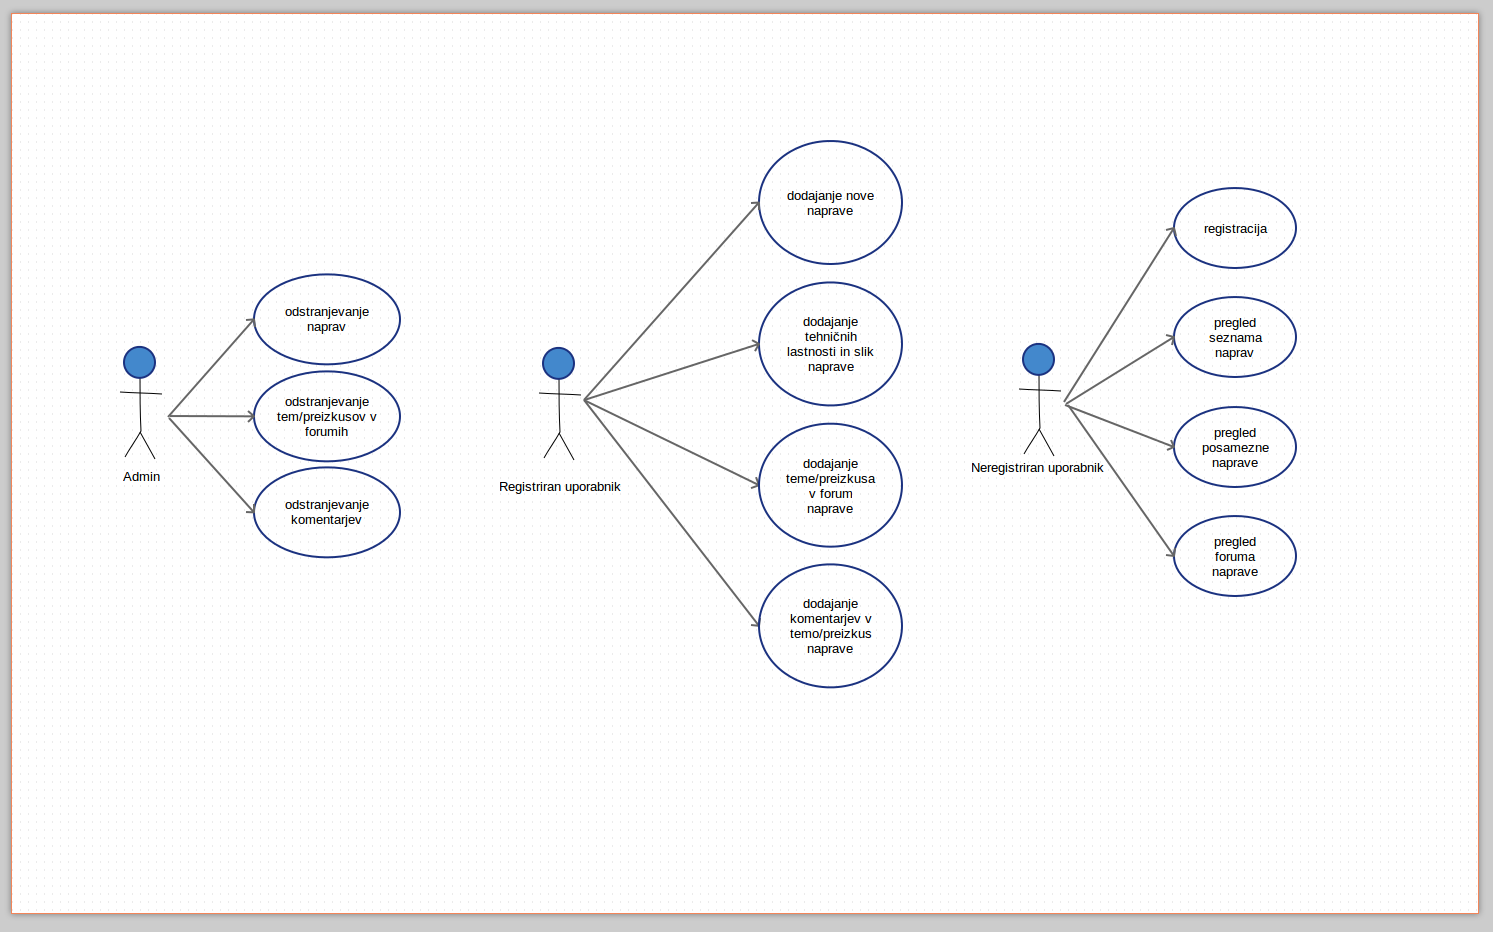 odstranjevanje
naprav
odstranjevanje
tem/preizkusov v
forumih
odstranjevanje
komentarjev
Admin
dodajanje nove
naprave
dodajanje
tehničnih
lastnosti in slik
naprave
dodajanje
teme/preizkusa
v forum
naprave
dodajanje
komentarjev v
temo/preizkus
naprave
Registriran uporabnik
registracija
pregled
seznama
naprav
pregled
posamezne
naprave
pregled
foruma
naprave
Neregistriran uporabnik